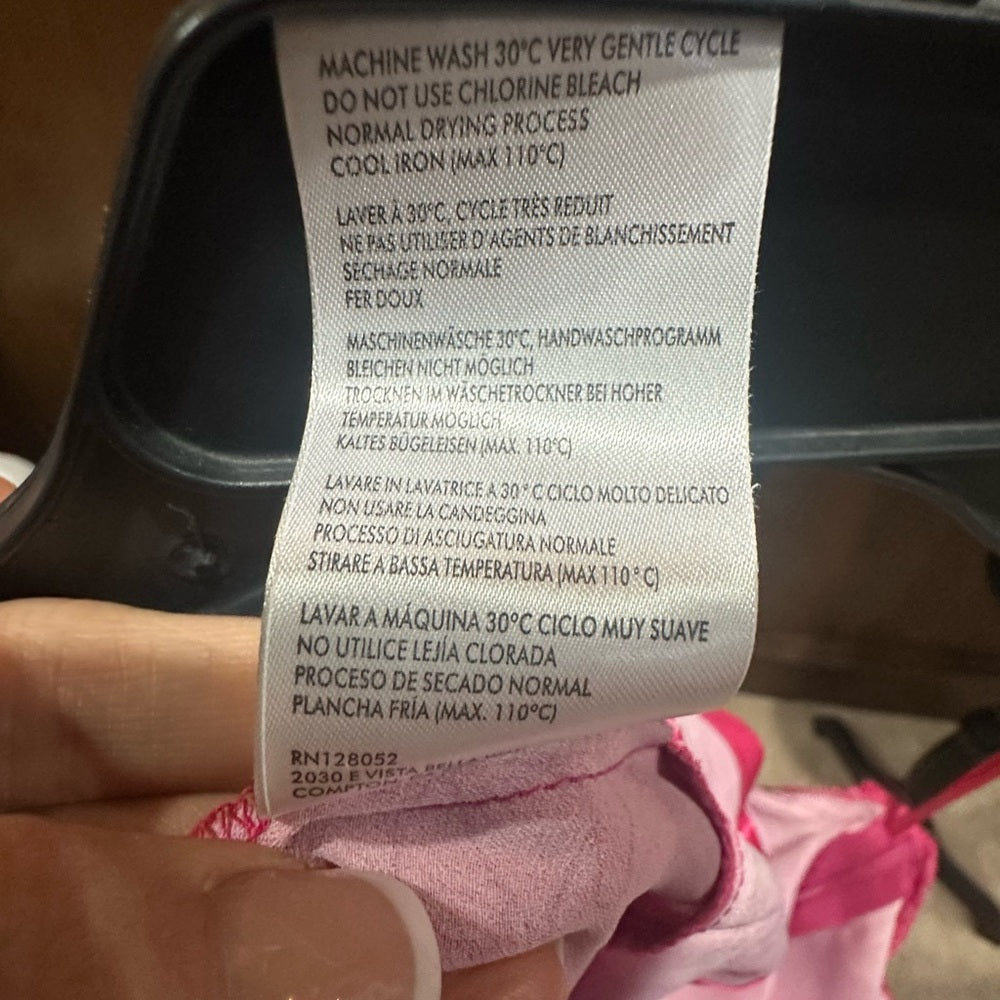 MACHINE WASH 30°C VERY GENTLE CYCLE
DO NOT USE CHLORINE BLEACH
NORMAL DRYING PROCESS
COOL IRON (MAX 110°C)
LAVER À 30°C, CYCLE TRÈS REDUIT
NE PAS UTILISER D'AGENTS DE BLANCHISSEMENT
SECHAGE NORMALE
FER DOUX
MASCHINENWÄSCHE 30°C, HANDWASCHPROGRAMM
BLEICHEN NICHT MÖGLICH
TROCKNEN IM WÄSCHETROCKNER BEI HOHER
TEMPERATUR MÖGLICH
KALTES BÜGELEISEN (MAX. 110°C)
LAVARE IN LAVATRICE A 30°C CICLO MOLTO DELICATO
NON USARE LA CANDEGGINA
PROCESSO DI ASCIUGATURA NORMALE
STIRARE A BASSA TEMPERATURA (MAX 110°C)
LAVAR A MÁQUINA 30°C CICLO MUY SUAVE
NO UTILICE LEJÍA CLORADA
PROCESO DE SECADO NORMAL
PLANCHA FRÍA (MAX. 110°C)
RN128052
2030 E VISTA